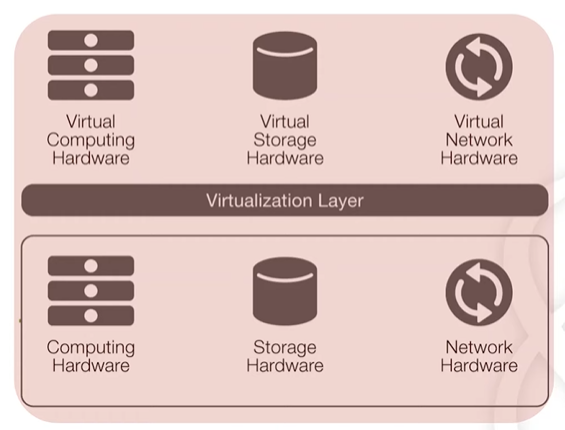 Virtual
Computing
Hardware
Virtual
Storage
Hardware
Virtual
Network
Hardware
Virtualization Layer
Computing
Hardware
Storage
Hardware
Network
Hardware